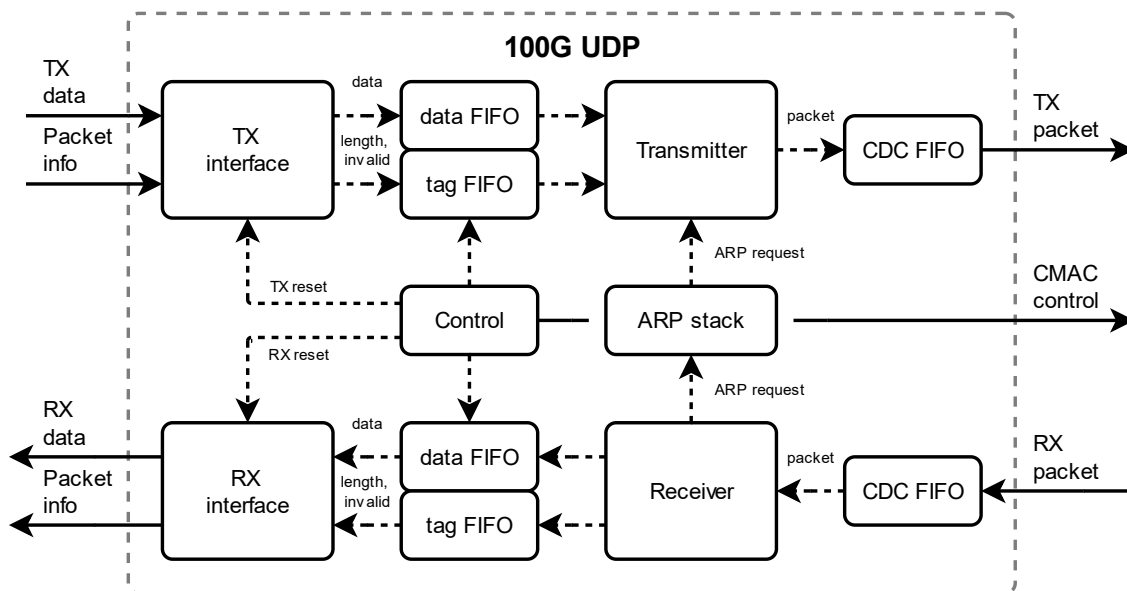 100G UDP
TX
data
Packet
info
TX
interface
data
length,
invalid
data FIFO
tag FIFO
Transmitter
packet
CDC FIFO
TX
packet
TX reset
RX reset
Control
ARP request
ARP stack
ARP request
CMAC
control
RX
data
Packet
info
RX
interface
data
length,
invalid
data FIFO
tag FIFO
Receiver
packet
CDC FIFO
RX
packet